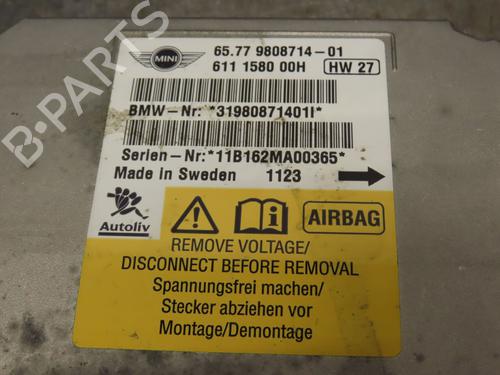 MINI
65.77 9808714-01
611 1580 00H HW 27
BMW-Nr: *31980871401I*
Serien-Nr:*11B162MA00365*
Made in Sweden 1123
Autoliv
AIRBAG
REMOVE VOLTAGE/
DISCONNECT BEFORE REMOVAL
Spannungsfrei machen/
Stecker abziehen vor
Montage/Demontage
B-PARTS